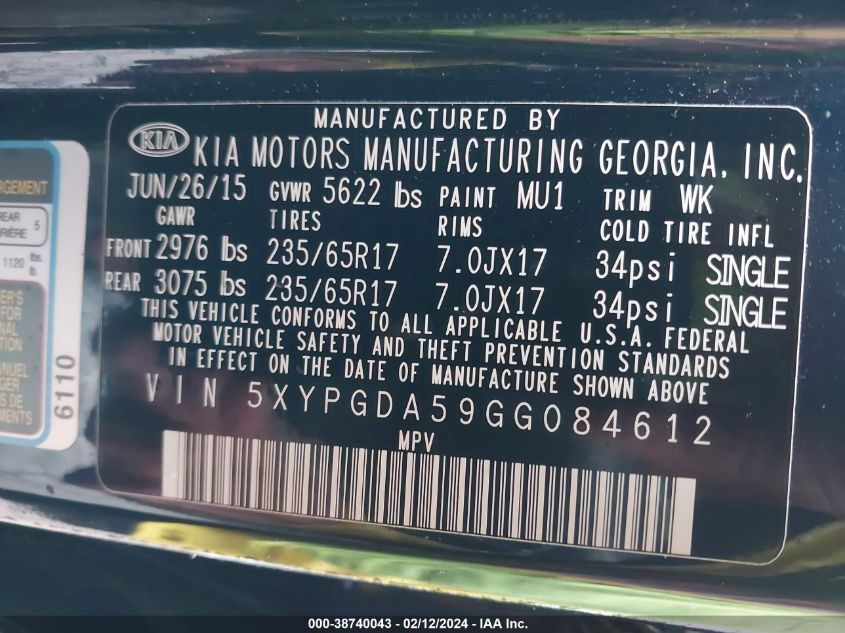 MANUFACTURED BY
KIA KIA MOTORS MANUFACTURING GEORGIA, INC.
JUN/26/15 GVWR 5622 lbs PAINT MU1 TRIM WK
GAWR TIRES RIMS COLD TIRE INFL
FRONT 2976 lbs 235/65R17 7.0JX17 34psi SINGLE
REAR 3075 lbs 235/65R17 7.0JX17 34psi SINGLE
THIS VEHICLE CONFORMS TO ALL APPLICABLE U.S.A. FEDERAL
MOTOR VEHICLE SAFETY AND THEFT PREVENTION STANDARDS
IN EFFECT ON THE DATE OF MANUFACTURE SHOWN ABOVE
VIN 5XYPGDA59GG084612
MPV
REAR
5
1120 lb.
6110
000-38740043 - 02/12/2024 - IAA Inc.